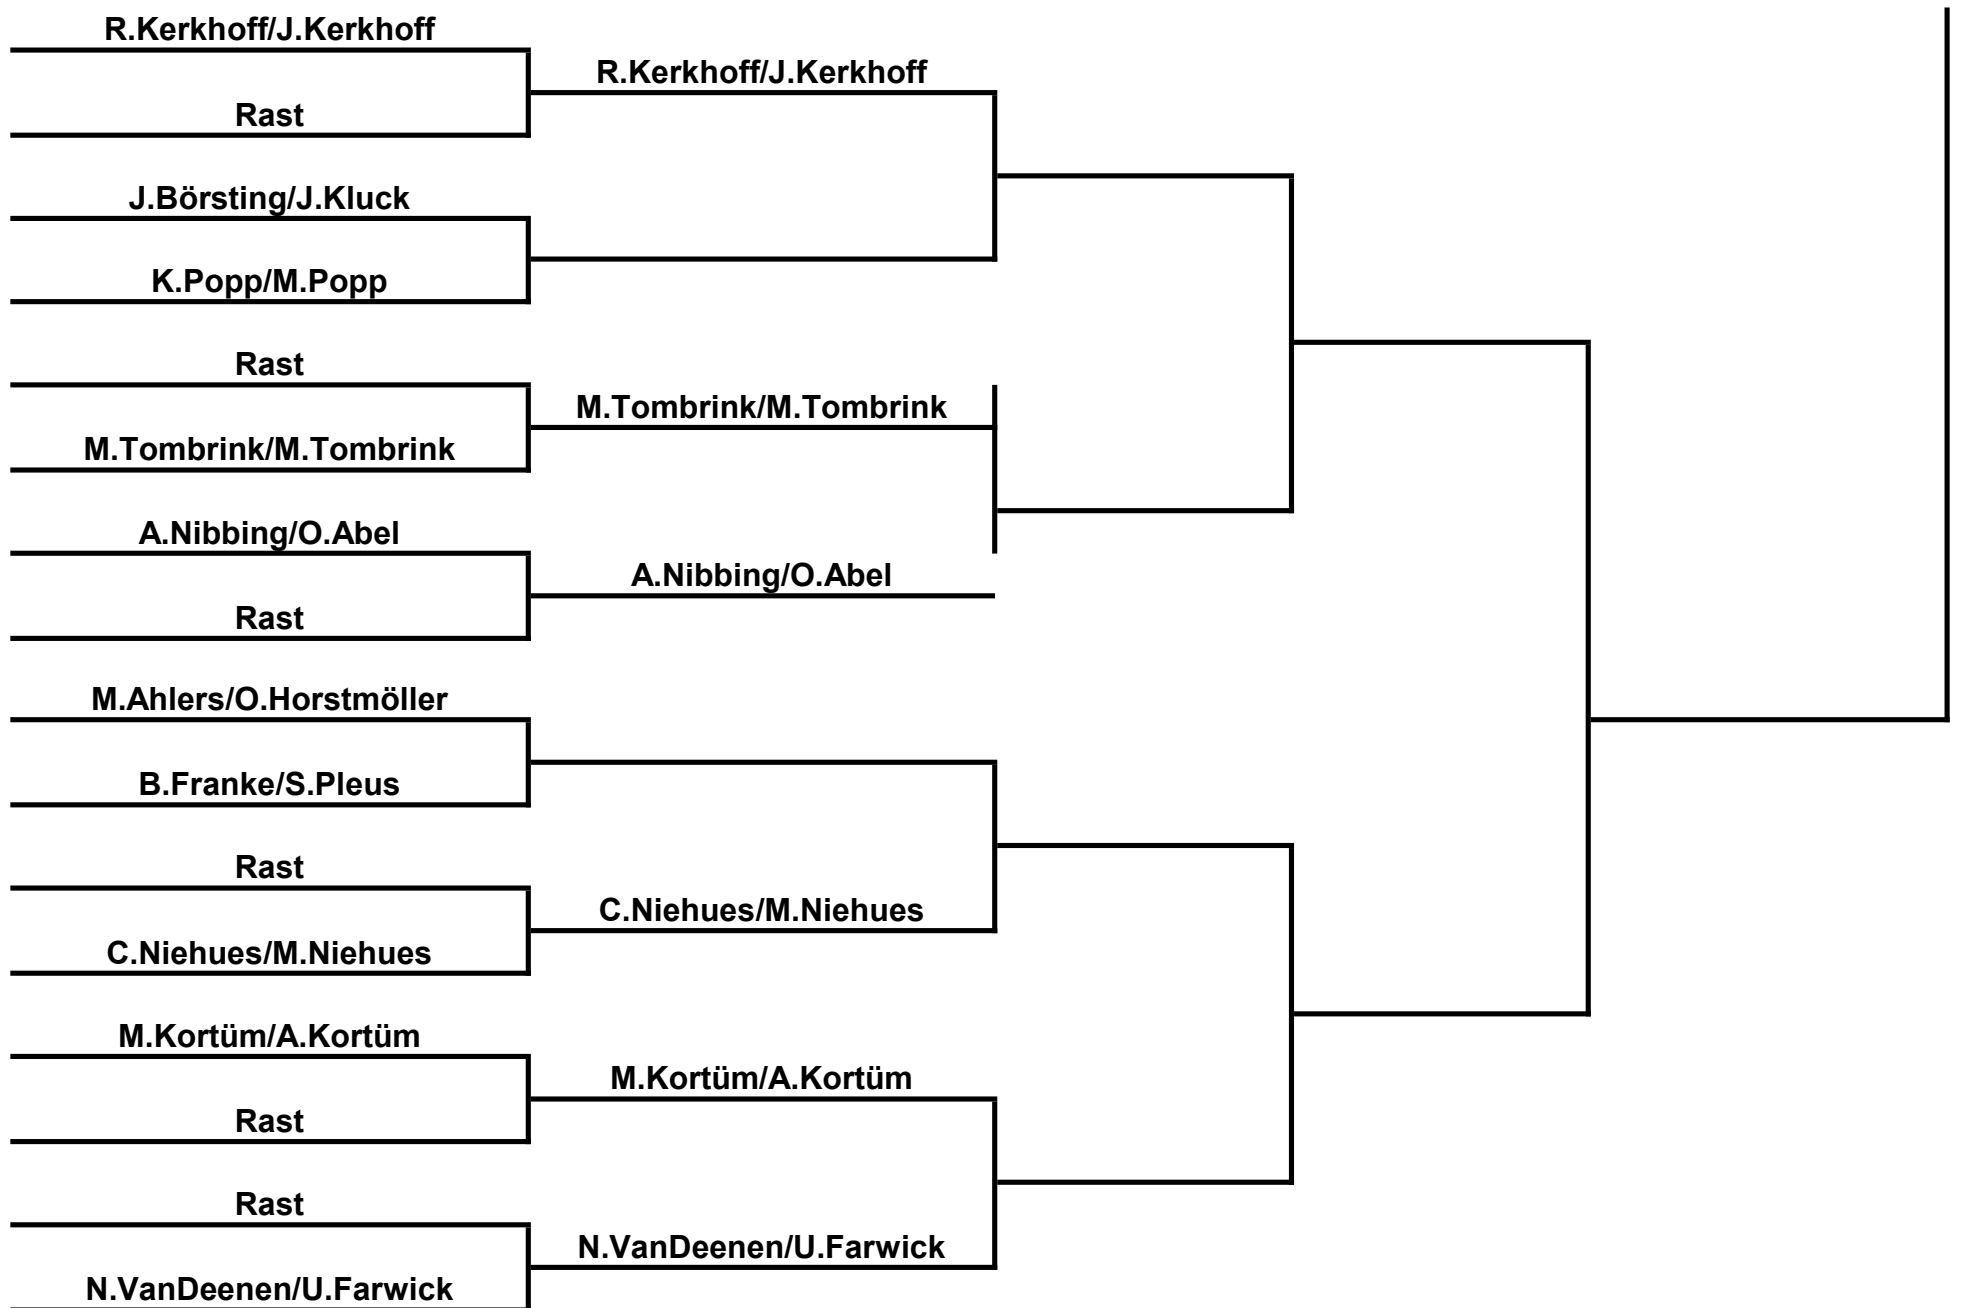 R.Kerkhoff/J.Kerkhoff
R.Kerkhoff/J.Kerkhoff
Rast
J.Börsting/J.Kluck
K.Popp/M.Popp
Rast
M.Tombrink/M.Tombrink
M.Tombrink/M.Tombrink
A.Nibbing/O.Abel
A.Nibbing/O.Abel
Rast
M.Ahlers/O.Horstmöller
B.Franke/S.Pleus
Rast
C.Niehues/M.Niehues
C.Niehues/M.Niehues
M.Kortüm/A.Kortüm
M.Kortüm/A.Kortüm
Rast
Rast
N.VanDeenen/U.Farwick
N.VanDeenen/U.Farwick